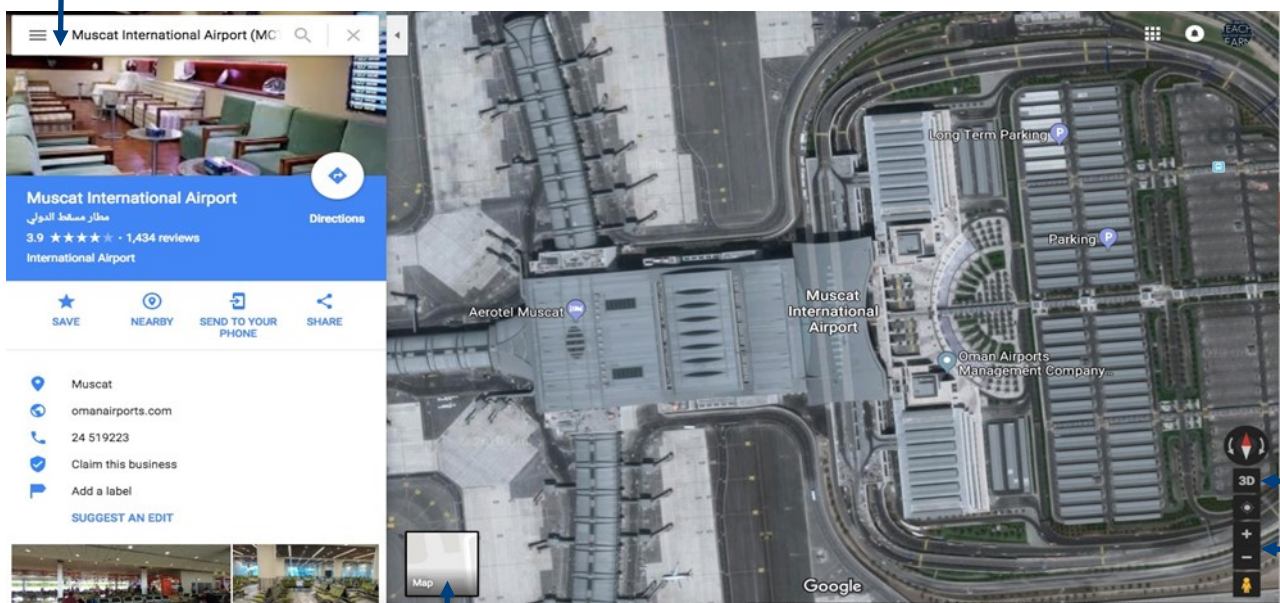 Muscat International Airport (MC
Muscat International Airport
مطار مسقط الدولي
3.9 ★★★★★ · 1,434 reviews
International Airport
Directions
SAVE
NEARBY
SEND TO YOUR
PHONE
SHARE
Muscat
omanairports.com
24 519223
Claim this business
Add a label
SUGGEST AN EDIT
Long Term Parking
P
Parking
P
Aerotel Muscat
Muscat
International
Airport
Oman Airports
Management Company...
3D
+
−
Map
Google